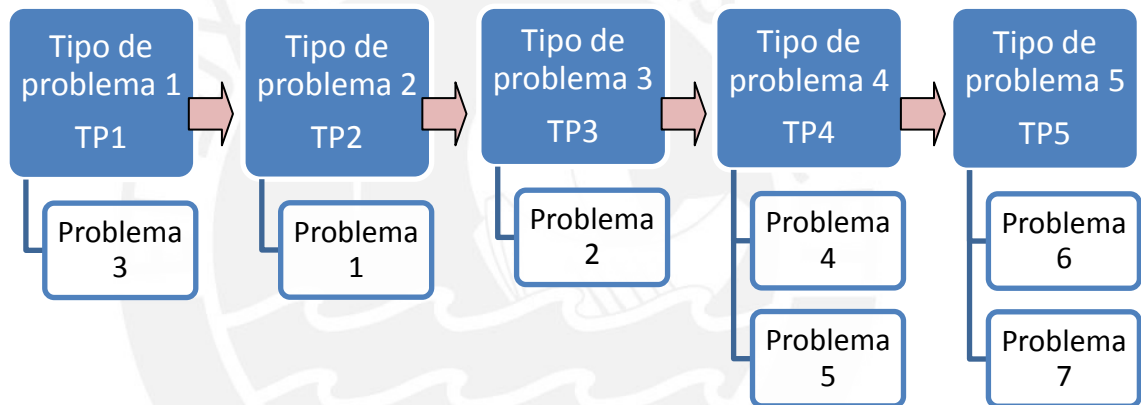 Tipo de
problema 1
TP1
Tipo de
problema 2
TP2
Tipo de
problema 3
TP3
Tipo de
problema 4
TP4
Tipo de
problema 5
TP5
Problema
3
Problema
1
Problema
2
Problema
4
Problema
5
Problema
6
Problema
7